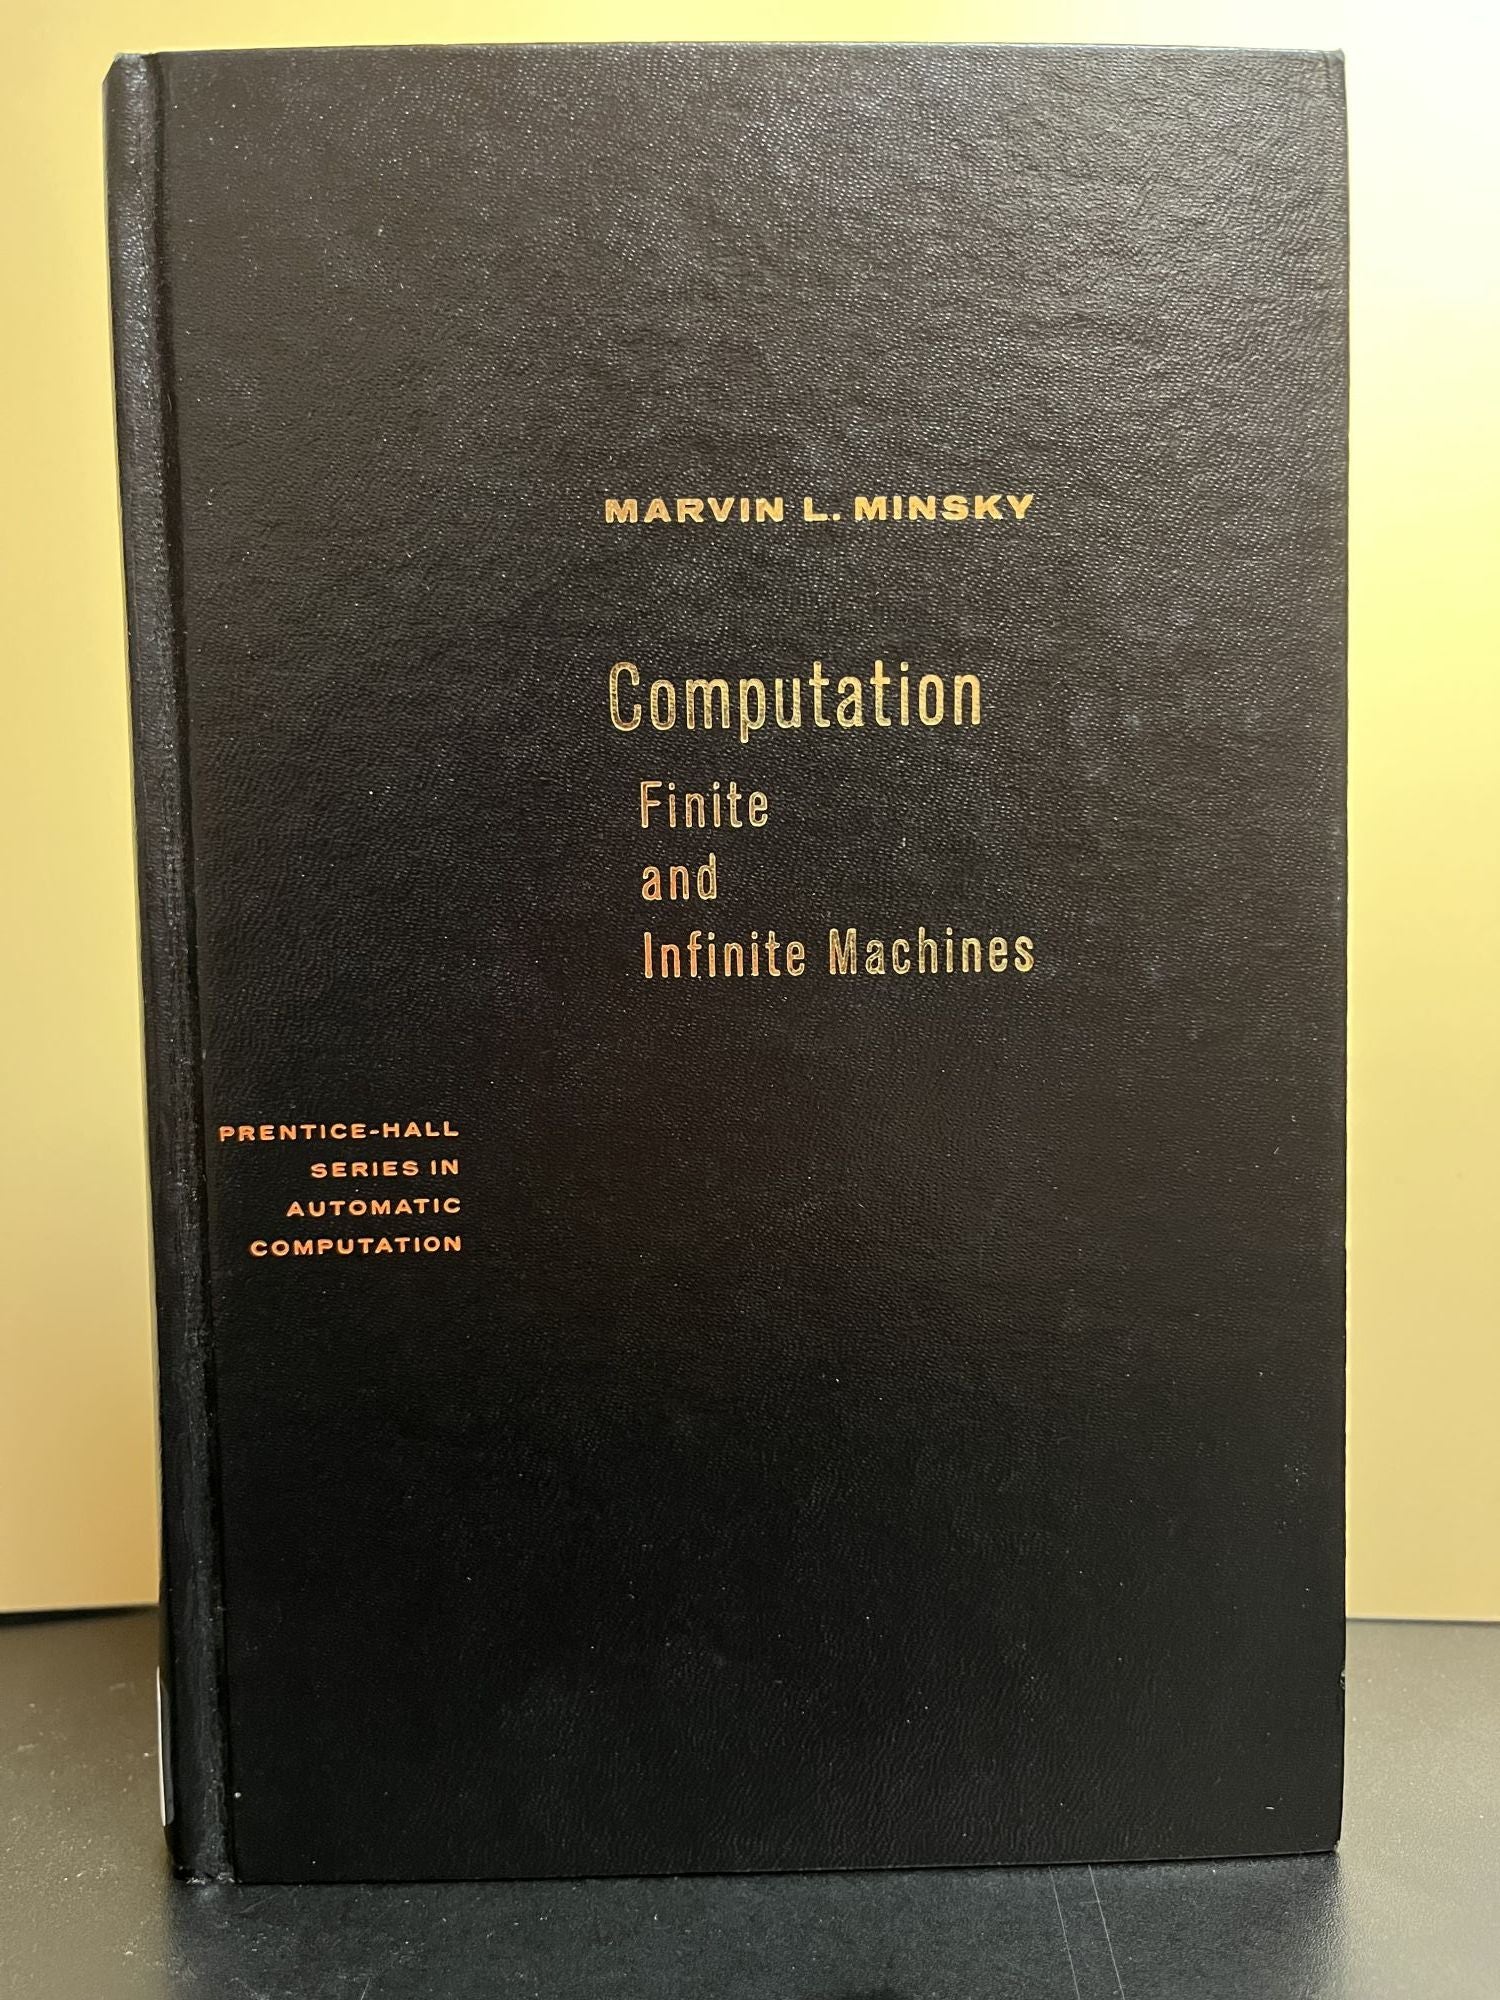 MARVIN L. MINSKY
Computation
Finite
and
Infinite Machines
PRENTICE-HALL
SERIES IN
AUTOMATIC
COMPUTATION